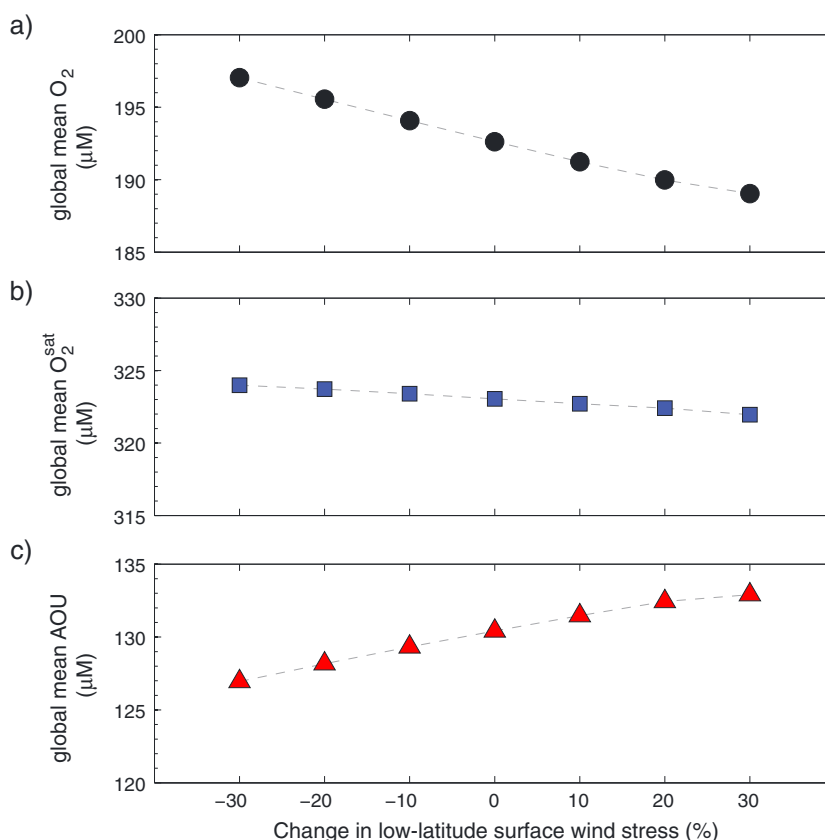 a)
200
195
190
185
global mean O2
(μM)
b)
330
325
320
315
global mean O2sat
(μM)
c)
135
130
125
120
global mean AOU
(μM)
−30 −20 −10 0 10 20 30
Change in low-latitude surface wind stress (%)